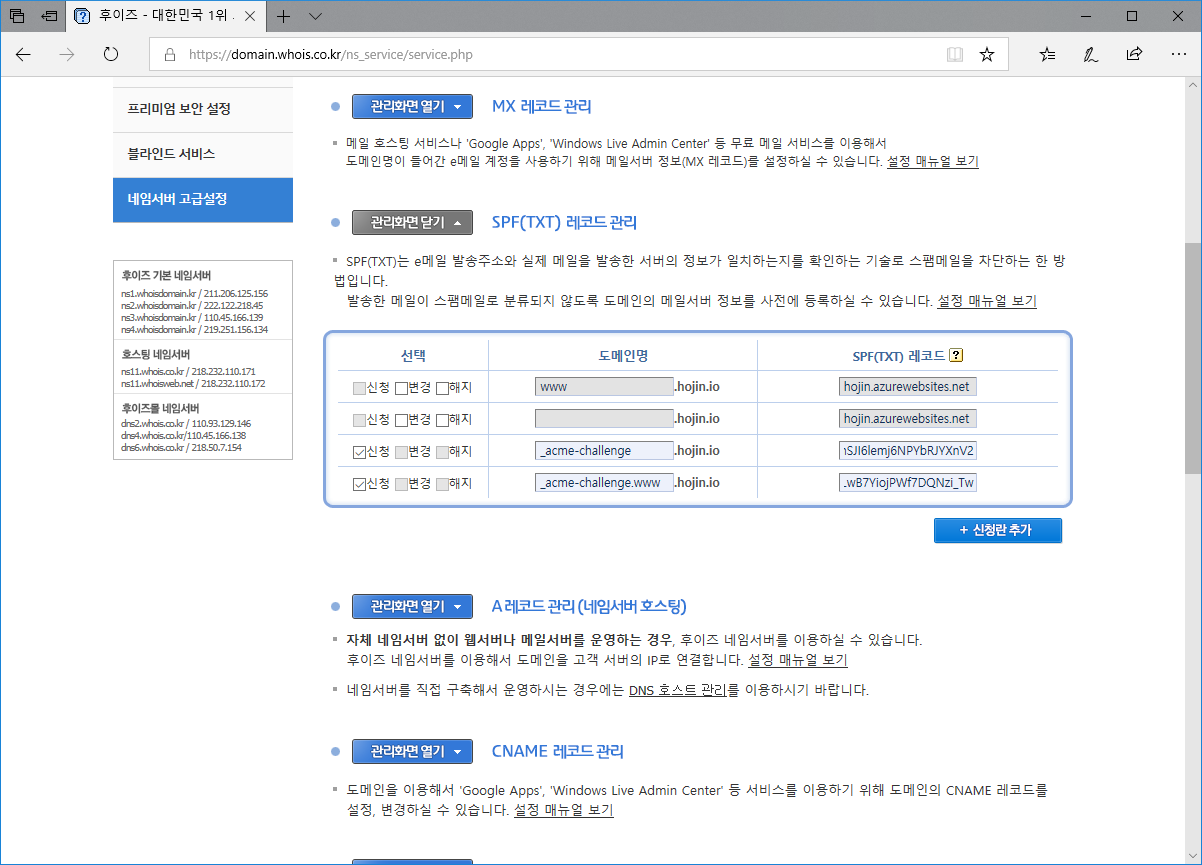 후이즈 - 대한민국 1위 .
https://domain.whois.co.kr/ns_service/service.php
프리미엄 보안 설정
블라인드 서비스
네임서버 고급설정
후이즈 기본 네임서버
ns1.whoisdomain.kr / 211.206.125.156
ns2.whoisdomain.kr / 222.122.218.45
ns3.whoisdomain.kr / 110.45.166.139
ns4.whoisdomain.kr / 219.251.156.134
호스팅 네임서버
ns11.whois.co.kr / 218.232.110.171
ns11.whoisweb.net / 218.232.110.172
후이즈몰 네임서버
dns2.whois.co.kr / 110.93.129.146
dns4.whois.co.kr/110.45.166.138
dns6.whois.co.kr / 218.50.7.154
관리화면 열기 MX 레코드 관리
메일 호스팅 서비스나 'Google Apps', 'Windows Live Admin Center' 등 무료 메일 서비스를 이용해서
도메인명이 들어간 e메일 계정을 사용하기 위해 메일서버 정보(MX 레코드)를 설정하실 수 있습니다. 설정 매뉴얼 보기
관리화면 닫기 SPF(TXT) 레코드 관리
SPF(TXT)는 e메일 발송주소와 실제 메일을 발송한 서버의 정보가 일치하는지를 확인하는 기술로 스팸메일을 차단하는 한 방
법입니다.
발송한 메일이 스팸메일로 분류되지 않도록 도메인의 메일서버 정보를 사전에 등록하실 수 있습니다. 설정 매뉴얼 보기
선택 도메인명 SPF(TXT) 레코드 ?
신청 변경 해지 www .hojin.io hojin.azurewebsites.net
신청 변경 해지 .hojin.io hojin.azurewebsites.net
신청 변경 해지 _acme-challenge .hojin.io SJI6lemj6NPYbRJYXnV2
신청 변경 해지 _acme-challenge.www .hojin.io wB7YiojPWf7DQNzi_Tw
+ 신청란 추가
관리화면 열기 A 레코드 관리 (네임서버 호스팅)
자체 네임서버 없이 웹서버나 메일서버를 운영하는 경우, 후이즈 네임서버를 이용하실 수 있습니다.
후이즈 네임서버를 이용해서 도메인을 고객 서버의 IP로 연결합니다. 설정 매뉴얼 보기
네임서버를 직접 구축해서 운영하시는 경우에는 DNS 호스트 관리를 이용하시기 바랍니다.
관리화면 열기 CNAME 레코드 관리
도메인을 이용해서 'Google Apps', 'Windows Live Admin Center' 등 서비스를 이용하기 위해 도메인의 CNAME 레코드를
설정, 변경하실 수 있습니다. 설정 매뉴얼 보기